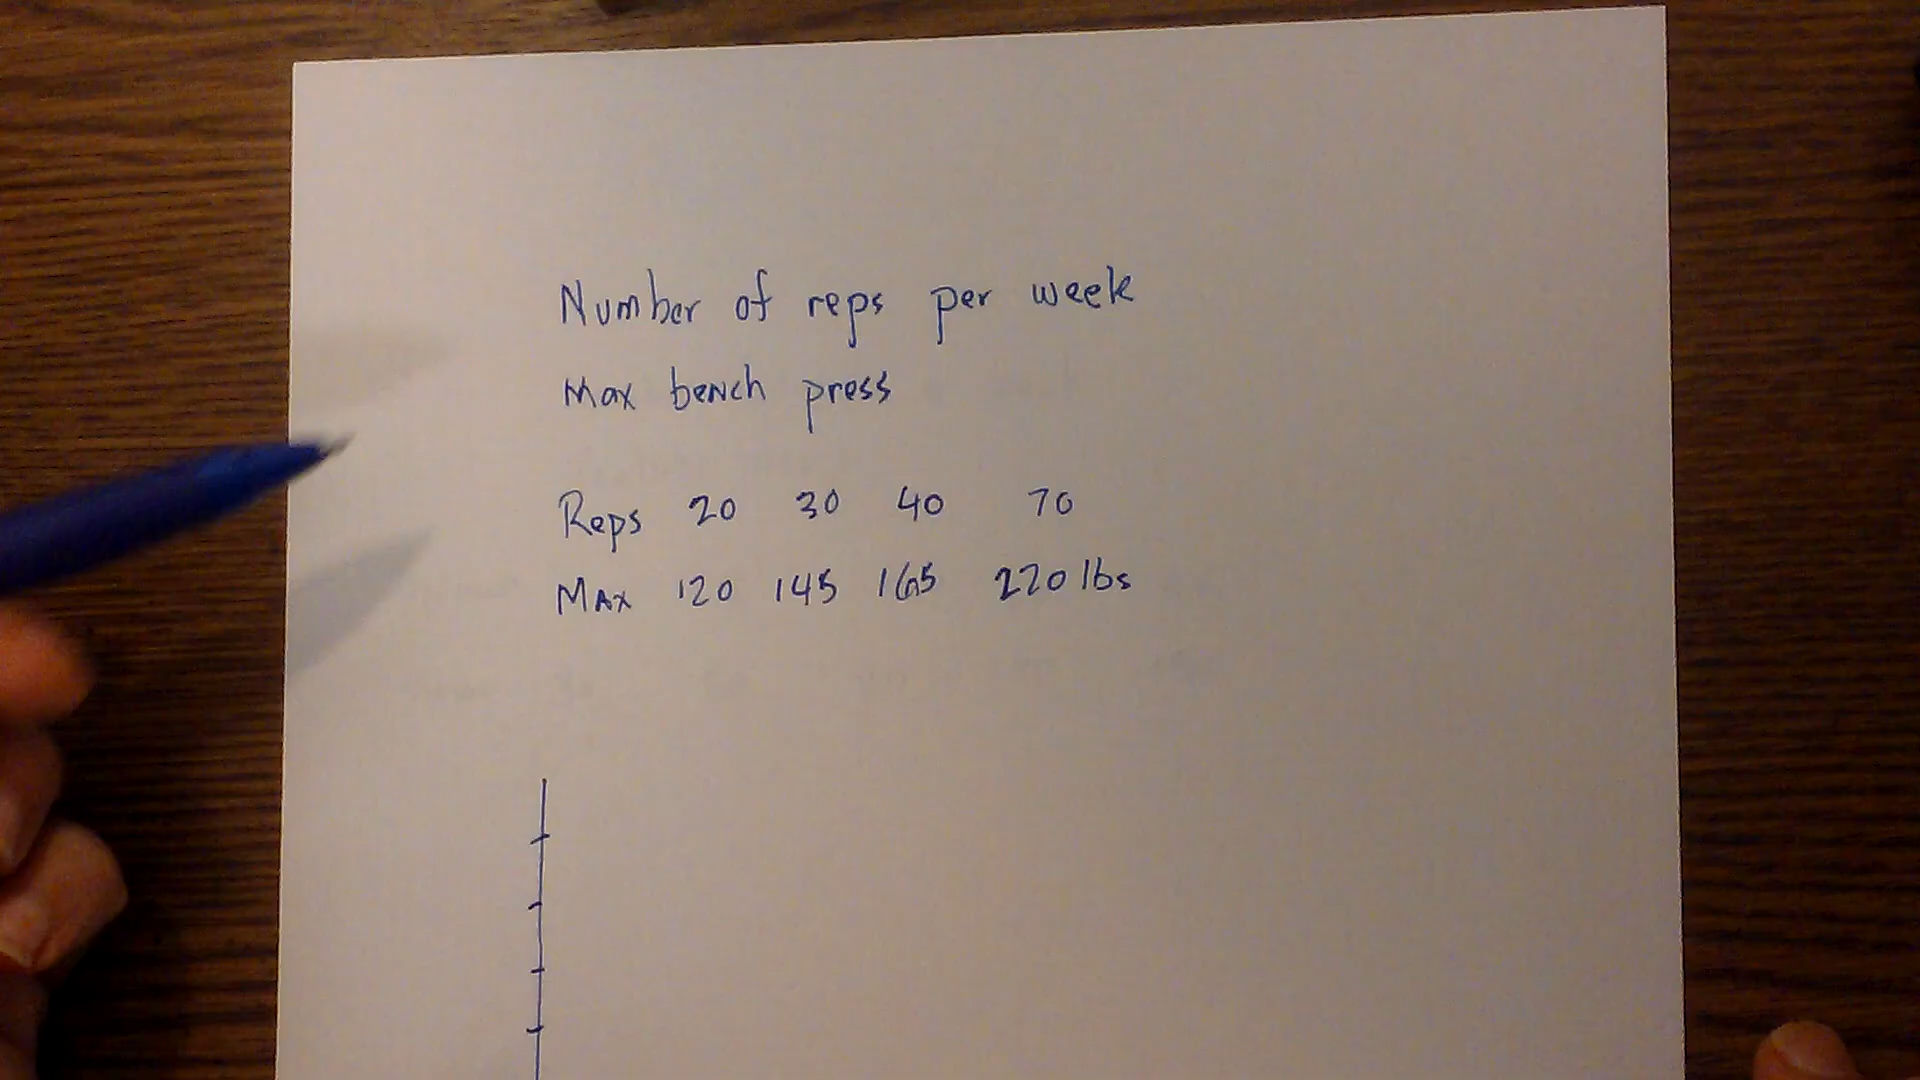 Number of reps per week
Max bench press
Reps 20 30 40 70
Max 120 145 165 220 lbs